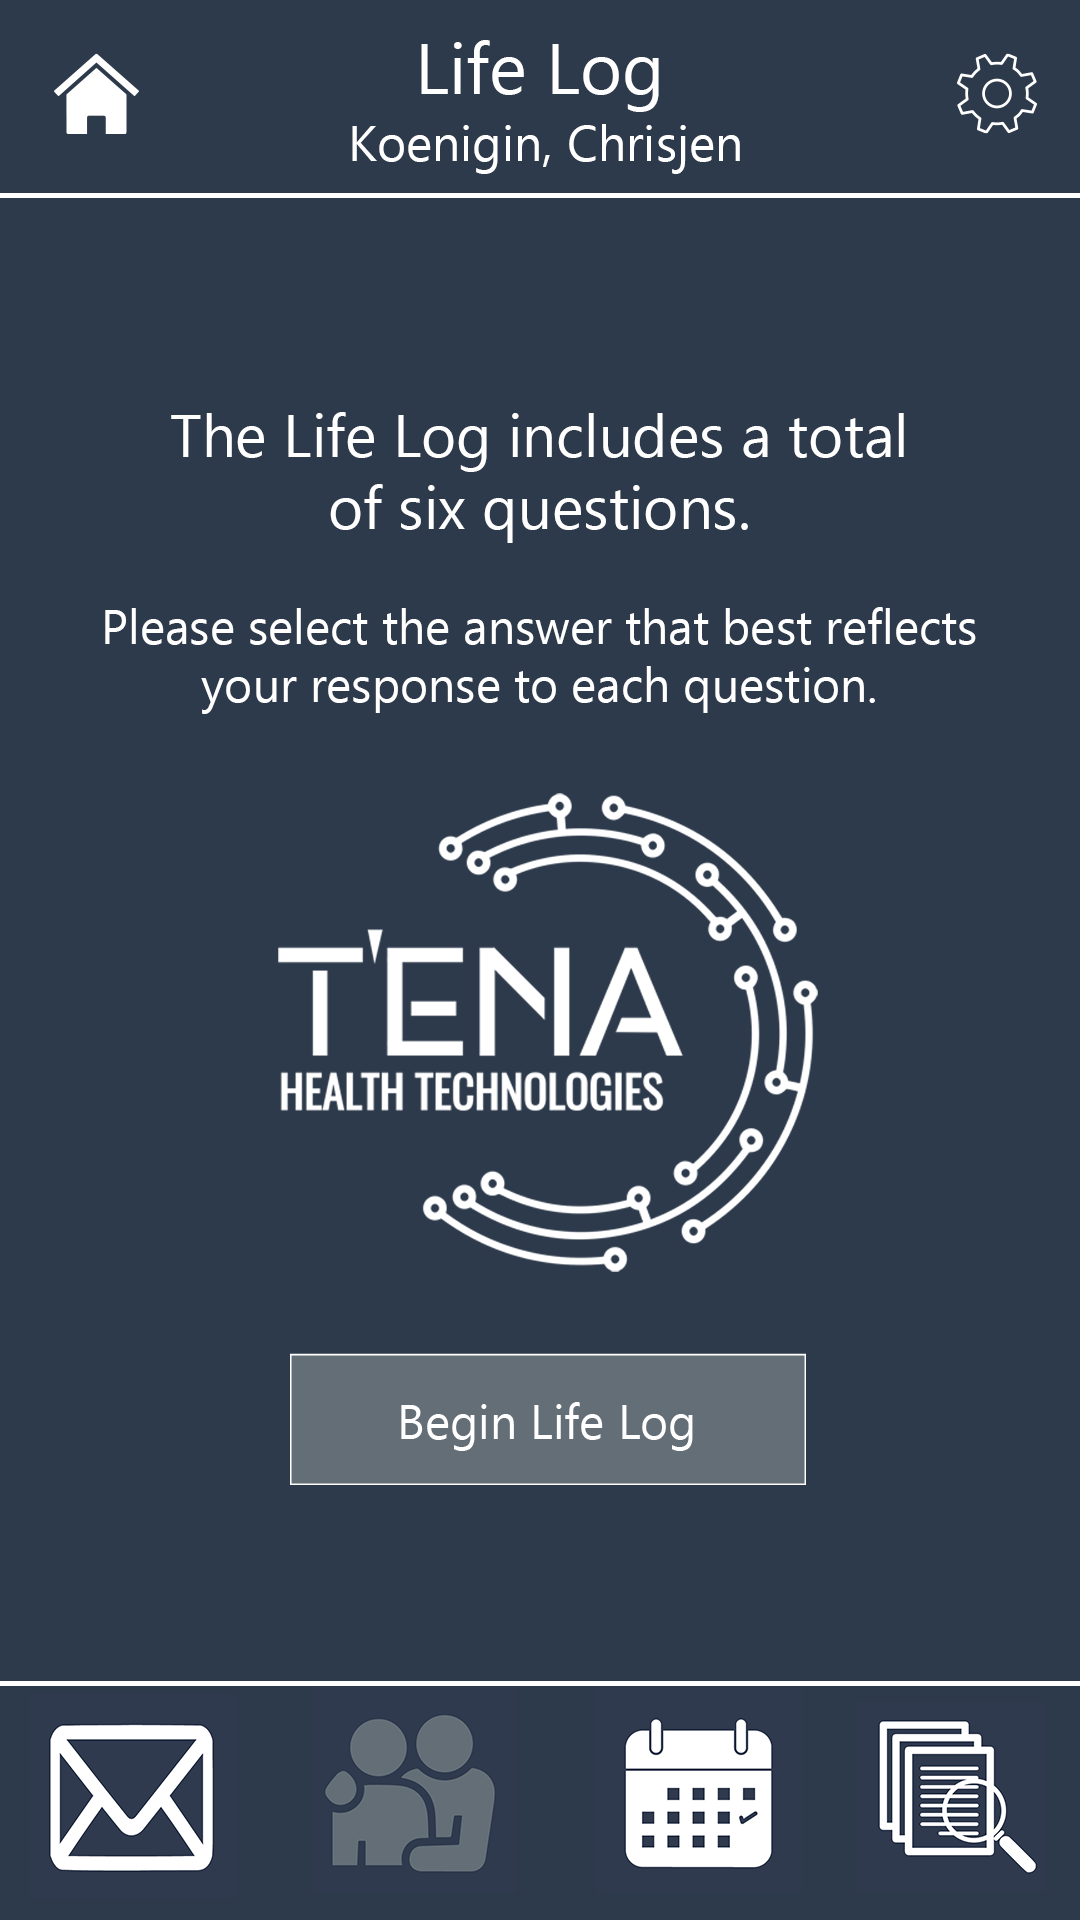 Life Log
Koenigin, Chrisjen
The Life Log includes a total
of six questions.
Please select the answer that best reflects
your response to each question.
T'ENA
HEALTH TECHNOLOGIES
Begin Life Log